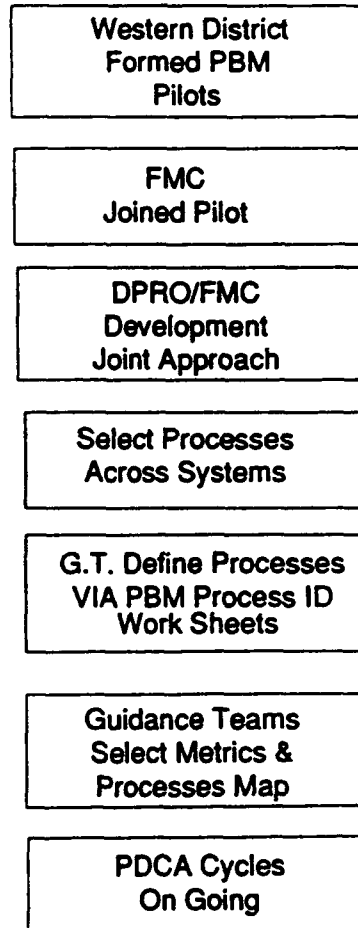 Western District
Formed PBM
Pilots
FMC
Joined Pilot
DPRO/FMC
Development
Joint Approach
Select Processes
Across Systems
G.T. Define Processes
VIA PBM Process ID
Work Sheets
Guidance Teams
Select Metrics &
Processes Map
PDCA Cycles
On Going